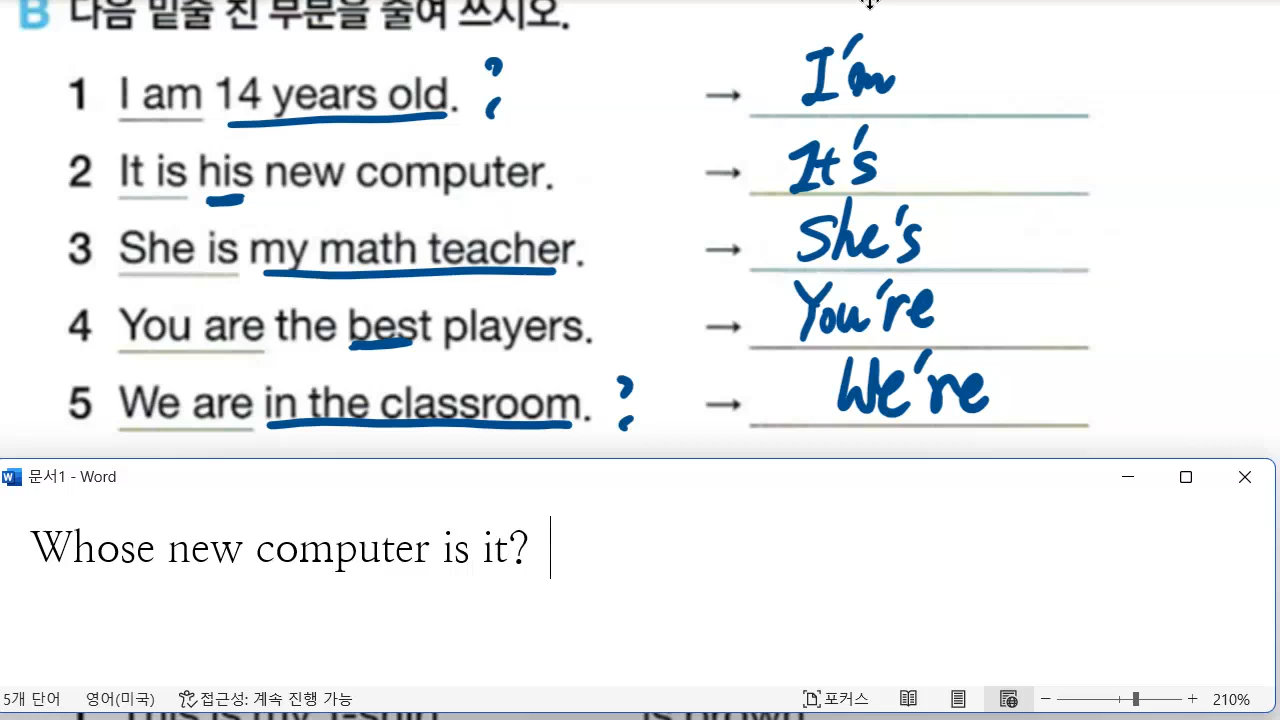 B 다음 밑줄 친 부분을 줄여 쓰시오.
1 I am 14 years old. ? → I'm
2 It is his new computer. → It's
3 She is my math teacher. → She's
4 You are the best players. → You're
5 We are in the classroom. ? → We're
문서1 - Word
Whose new computer is it?
5개 단어 영어(미국) 접근성: 계속 진행 가능 포커스 210%